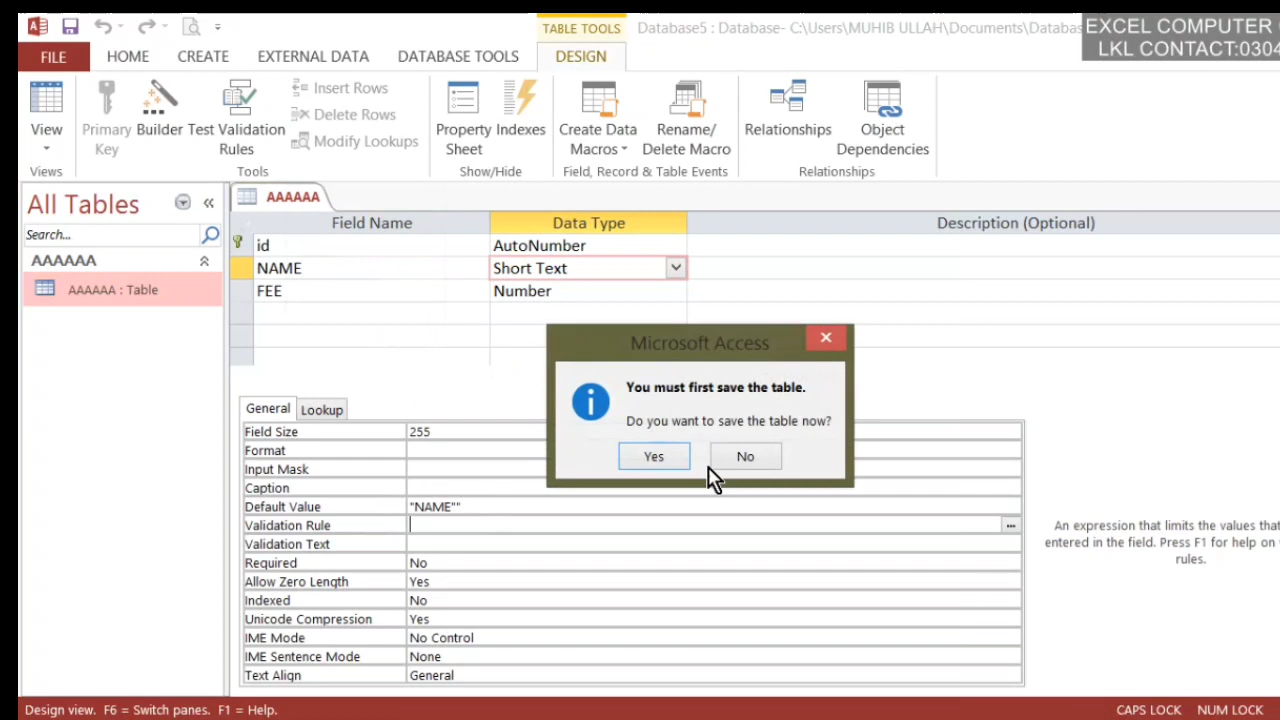 TABLE TOOLS
Database5 : Database- C:\Users\MUHIB ULLAH\Documents\Databas
EXCEL COMPUTER
LKL CONTACT:0304
FILE HOME CREATE EXTERNAL DATA DATABASE TOOLS DESIGN
View
Primary Key
Builder
Test Validation Rules
Insert Rows
Delete Rows
Modify Lookups
Property Sheet
Indexes
Create Data Macros
Rename/ Delete Macro
Relationships
Object Dependencies
Views
Tools
Show/Hide
Field, Record & Table Events
Relationships
All Tables
«
Search...
AAAAAA
AAAAAA : Table
AAAAAA
Field Name Data Type Description (Optional)
id AutoNumber
NAME Short Text
FEE Number
Microsoft Access
You must first save the table.
Do you want to save the table now?
Yes No
General Lookup
Field Size 255
Format
Input Mask
Caption
Default Value "NAME""
Validation Rule
...
Validation Text
Required No
Allow Zero Length Yes
Indexed No
Unicode Compression Yes
IME Mode No Control
IME Sentence Mode None
Text Align General
An expression that limits the values that
entered in the field. Press F1 for help on
rules.
Design view. F6 = Switch panes. F1 = Help.
CAPS LOCK NUM LOCK